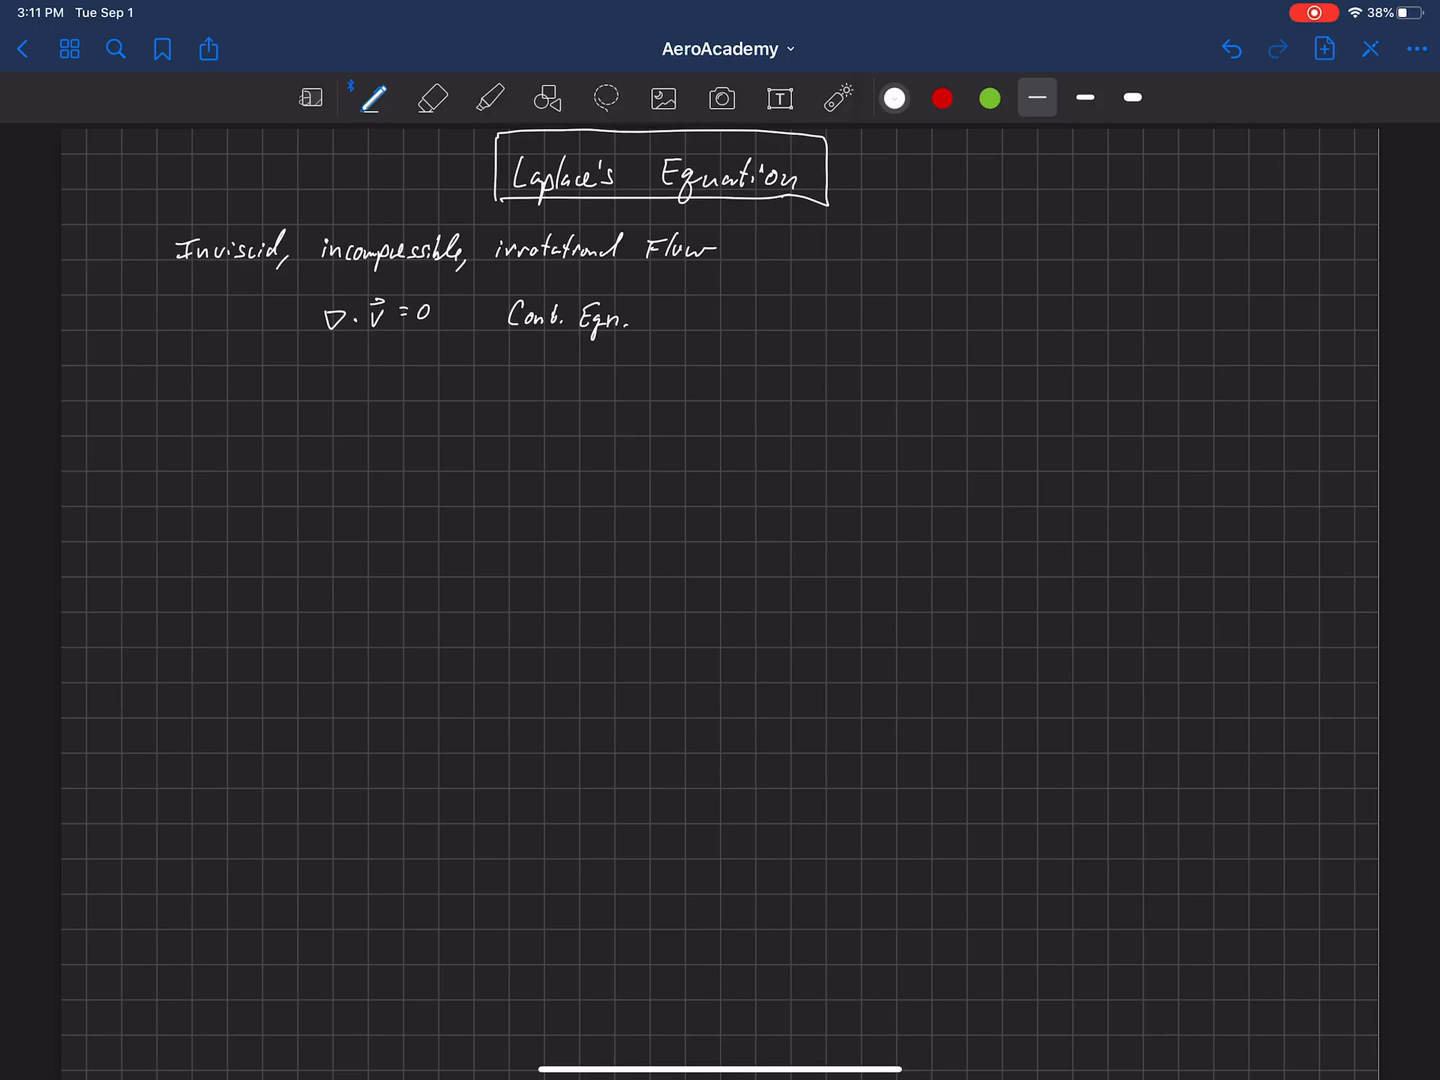 3:11 PM Tue Sep 1 38%
AeroAcademy
T
Laplace's Equation
Inviscid, incompressible, irrotational Flow
∇ · V⃗ = 0 Cont. Eqn.